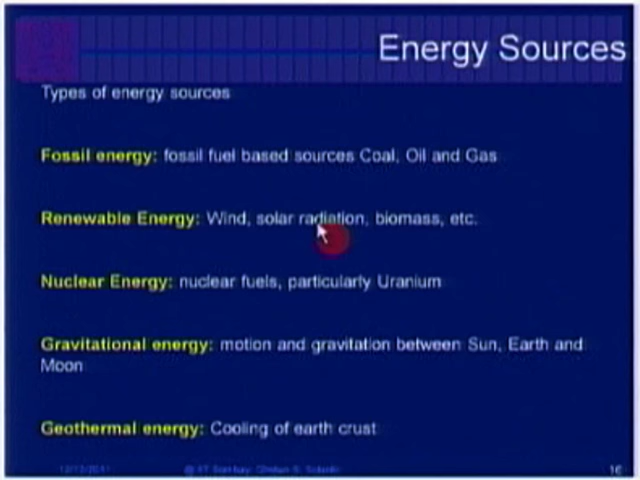 Energy Sources
Types of energy sources
Fossil energy: fossil fuel based sources Coal, Oil and Gas
Renewable Energy: Wind, solar radiation, biomass, etc.
Nuclear Energy: nuclear fuels, particularly Uranium
Gravitational energy: motion and gravitation between Sun, Earth and
Moon
Geothermal energy: Cooling of earth crust
16